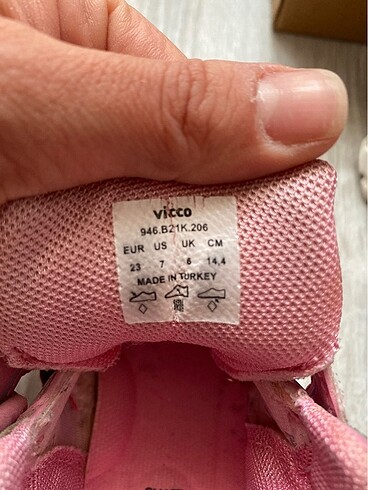 vicco
946.B21K.206
EUR US UK CM
23 7 6 14,4
MADE IN TURKEY